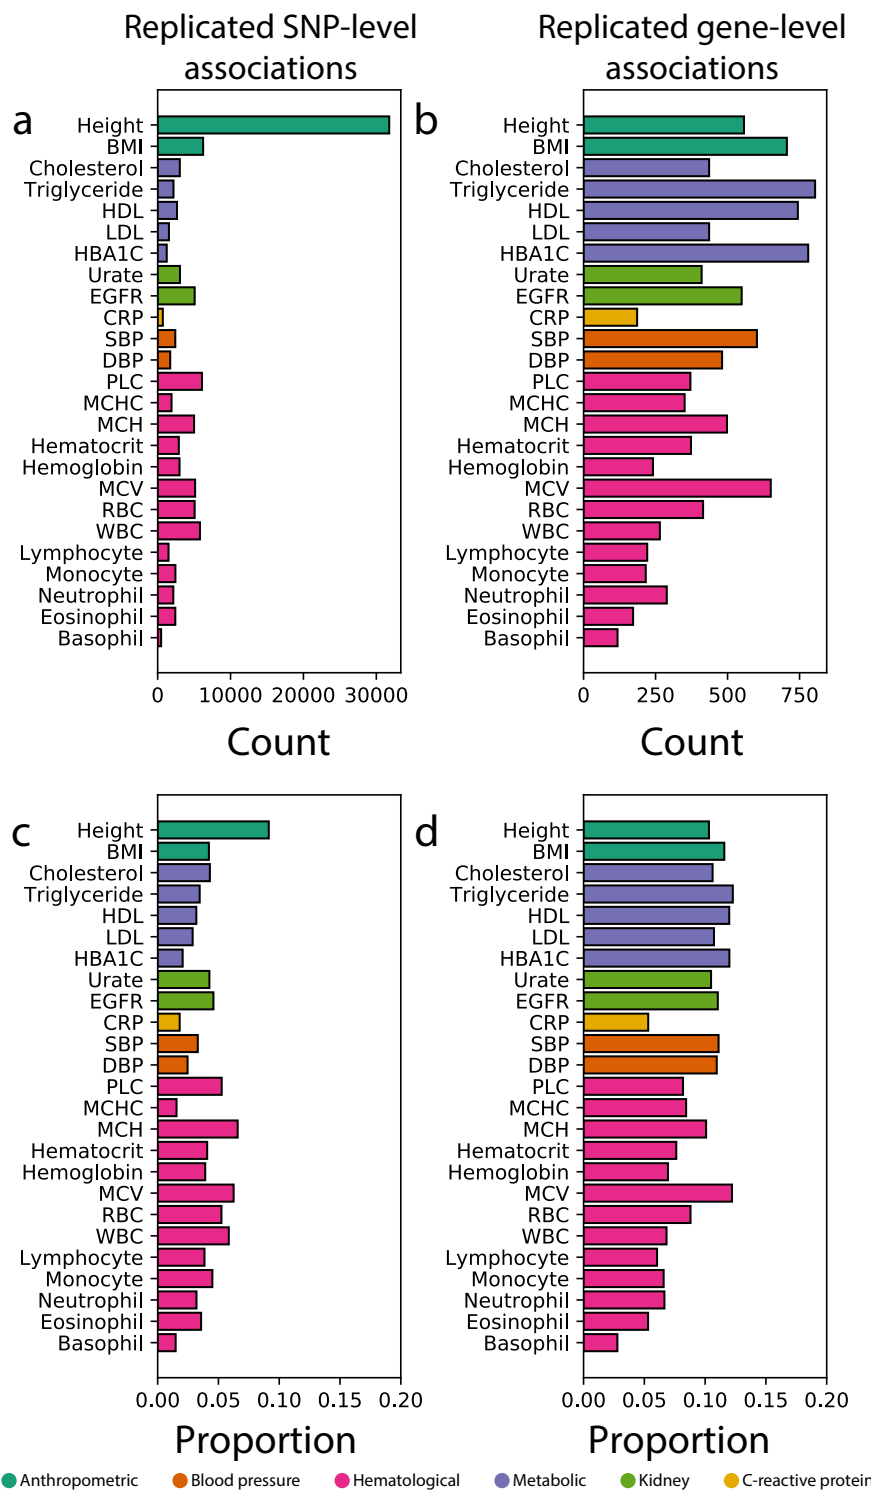 Replicated SNP-level
associations
Replicated gene-level
associations
a
Height
BMI
Cholesterol
Triglyceride
HDL
LDL
HBA1C
Urate
EGFR
CRP
SBP
DBP
PLC
MCHC
MCH
Hematocrit
Hemoglobin
MCV
RBC
WBC
Lymphocyte
Monocyte
Neutrophil
Eosinophil
Basophil
0 10000 20000 30000
Count
b
Height
BMI
Cholesterol
Triglyceride
HDL
LDL
HBA1C
Urate
EGFR
CRP
SBP
DBP
PLC
MCHC
MCH
Hematocrit
Hemoglobin
MCV
RBC
WBC
Lymphocyte
Monocyte
Neutrophil
Eosinophil
Basophil
0 250 500 750
Count
c
Height
BMI
Cholesterol
Triglyceride
HDL
LDL
HBA1C
Urate
EGFR
CRP
SBP
DBP
PLC
MCHC
MCH
Hematocrit
Hemoglobin
MCV
RBC
WBC
Lymphocyte
Monocyte
Neutrophil
Eosinophil
Basophil
0.00 0.05 0.10 0.15 0.20
Proportion
d
Height
BMI
Cholesterol
Triglyceride
HDL
LDL
HBA1C
Urate
EGFR
CRP
SBP
DBP
PLC
MCHC
MCH
Hematocrit
Hemoglobin
MCV
RBC
WBC
Lymphocyte
Monocyte
Neutrophil
Eosinophil
Basophil
0.00 0.05 0.10 0.15 0.20
Proportion
Anthropometric Blood pressure Hematological Metabolic Kidney C-reactive protein